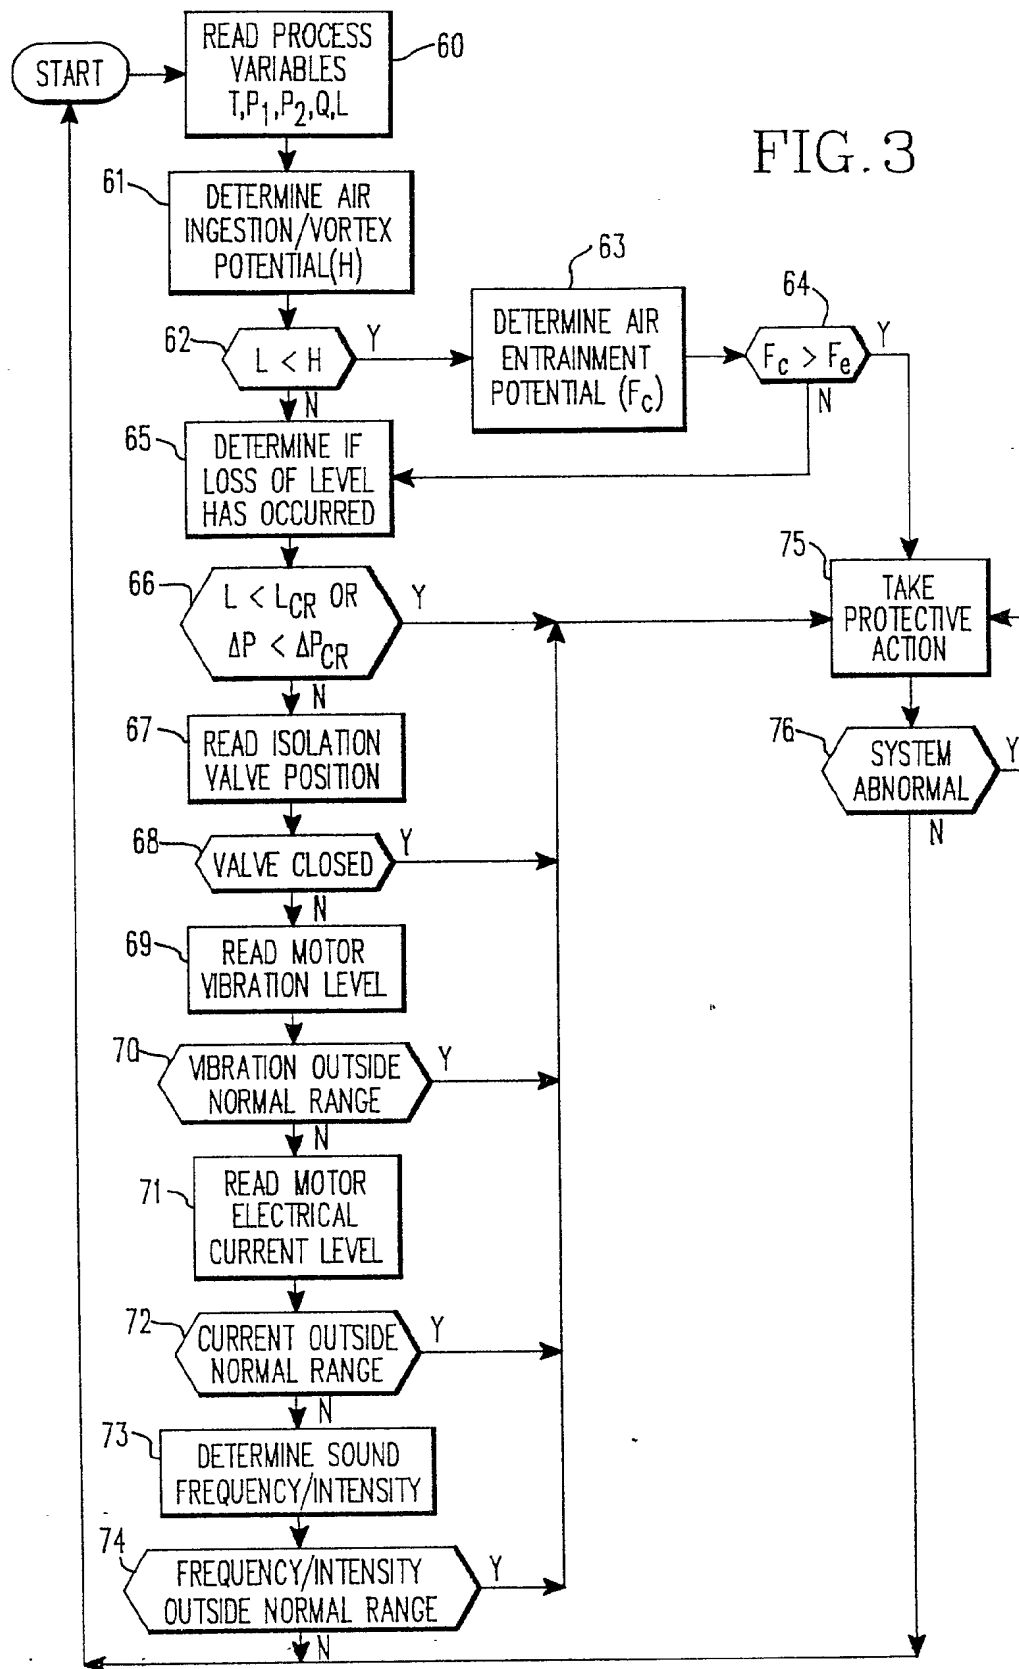 START
READ PROCESS
VARIABLES
T,P1,P2,Q,L
60
FIG. 3
61
DETERMINE AIR
INGESTION/VORTEX
POTENTIAL(H)
62
L < H
Y
N
63
DETERMINE AIR
ENTRAINMENT
POTENTIAL (Fc)
64
Fc > Fe
Y
N
65
DETERMINE IF
LOSS OF LEVEL
HAS OCCURRED
66
L < LCR OR
ΔP < ΔPCR
Y
N
75
TAKE
PROTECTIVE
ACTION
76
SYSTEM
ABNORMAL
Y
N
67
READ ISOLATION
VALVE POSITION
68
VALVE CLOSED
Y
N
69
READ MOTOR
VIBRATION LEVEL
70
VIBRATION OUTSIDE
NORMAL RANGE
Y
N
71
READ MOTOR
ELECTRICAL
CURRENT LEVEL
72
CURRENT OUTSIDE
NORMAL RANGE
Y
N
73
DETERMINE SOUND
FREQUENCY/INTENSITY
74
FREQUENCY/INTENSITY
OUTSIDE NORMAL RANGE
Y
N